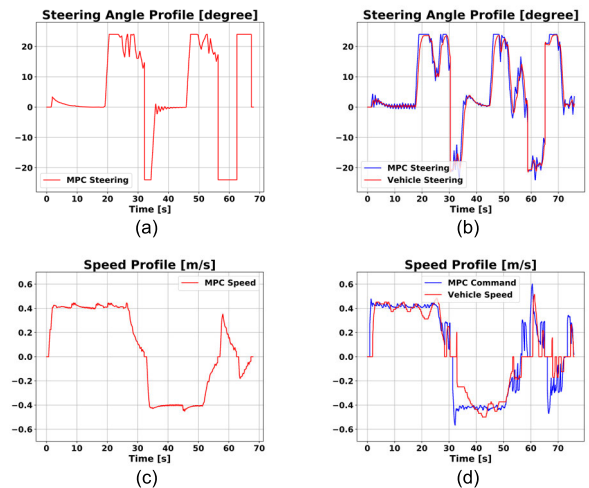 Steering Angle Profile [degree]
20
10
0
−10
−20
MPC Steering
0 10 20 30 40 50 60 70
Time [s]
(a)
Steering Angle Profile [degree]
20
10
0
−10
−20
MPC Steering
Vehicle Steering
0 10 20 30 40 50 60 70
Time [s]
(b)
Speed Profile [m/s]
MPC Speed
0.6
0.4
0.2
0.0
−0.2
−0.4
−0.6
0 10 20 30 40 50 60 70
Time [s]
(c)
Speed Profile [m/s]
MPC Command
Vehicle Speed
0.6
0.4
0.2
0.0
−0.2
−0.4
−0.6
0 10 20 30 40 50 60 70
Time [s]
(d)